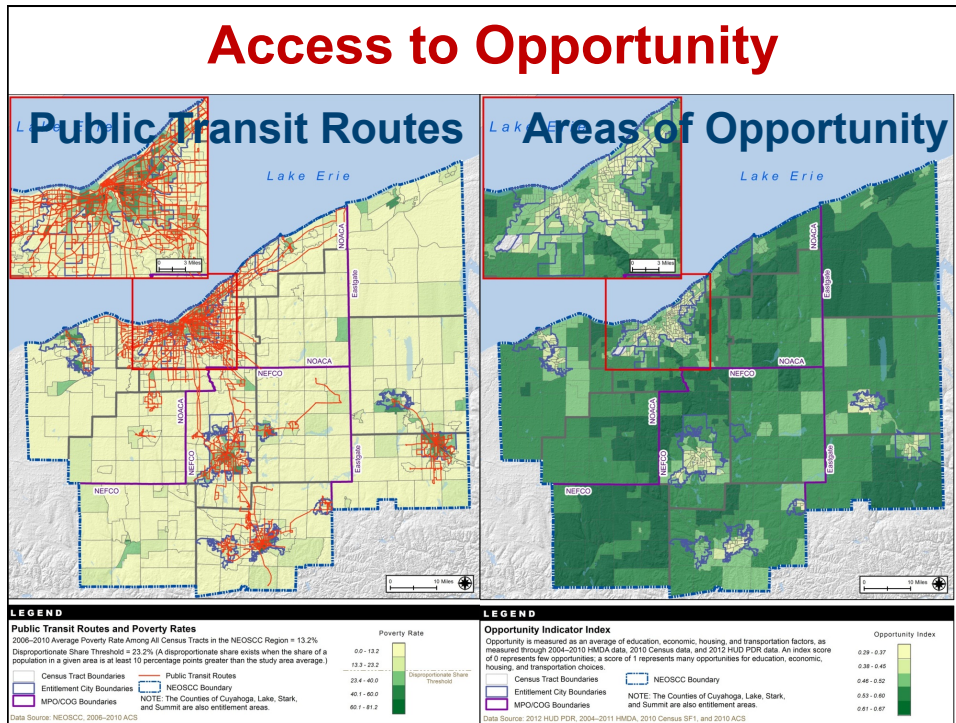 Access to Opportunity
Public Transit Routes
Lake Erie
Lake Erie
0 3 Miles
NOACA
Eastgate
NOACA
NEFCO
NOACA
NEFCO
Eastgate
NEFCO
0 10 Miles
Areas of Opportunity
Lake Erie
Lake Erie
0 3 Miles
NOACA
Eastgate
NOACA
NEFCO
NOACA
NEFCO
Eastgate
NEFCO
0 10 Miles
LEGEND
Public Transit Routes and Poverty Rates
2006–2010 Average Poverty Rate Among All Census Tracts in the NEOSCC Region = 13.2%
Disproportionate Share Threshold = 23.2% (A disproportionate share exists when the share of a
population in a given area is at least 10 percentage points greater than the study area average.)
Census Tract Boundaries
Entitlement City Boundaries
MPO/COG Boundaries
Public Transit Routes
NEOSCC Boundary
NOTE: The Counties of Cuyahoga, Lake, Stark,
and Summit are also entitlement areas.
Poverty Rate
0.0 - 13.2
13.3 - 23.2
Disproportionate Share
Threshold
23.4 - 40.0
40.1 - 60.0
60.1 - 81.2
Data Source: NEOSCC, 2006–2010 ACS
LEGEND
Opportunity Indicator Index
Opportunity is measured as an average of education, economic, housing, and transportation factors, as
measured through 2004–2010 HMDA data, 2010 Census data, and 2012 HUD PDR data. An index score
of 0 represents few opportunities; a score of 1 represents many opportunities for education, economic,
housing, and transportation choices.
Census Tract Boundaries
Entitlement City Boundaries
MPO/COG Boundaries
NEOSCC Boundary
NOTE: The Counties of Cuyahoga, Lake, Stark,
and Summit are also entitlement areas.
Opportunity Index
0.29 - 0.37
0.38 - 0.45
0.46 - 0.52
0.53 - 0.60
0.61 - 0.67
Data Source: 2012 HUD PDR, 2004–2011 HMDA, 2010 Census SF1, and 2010 ACS